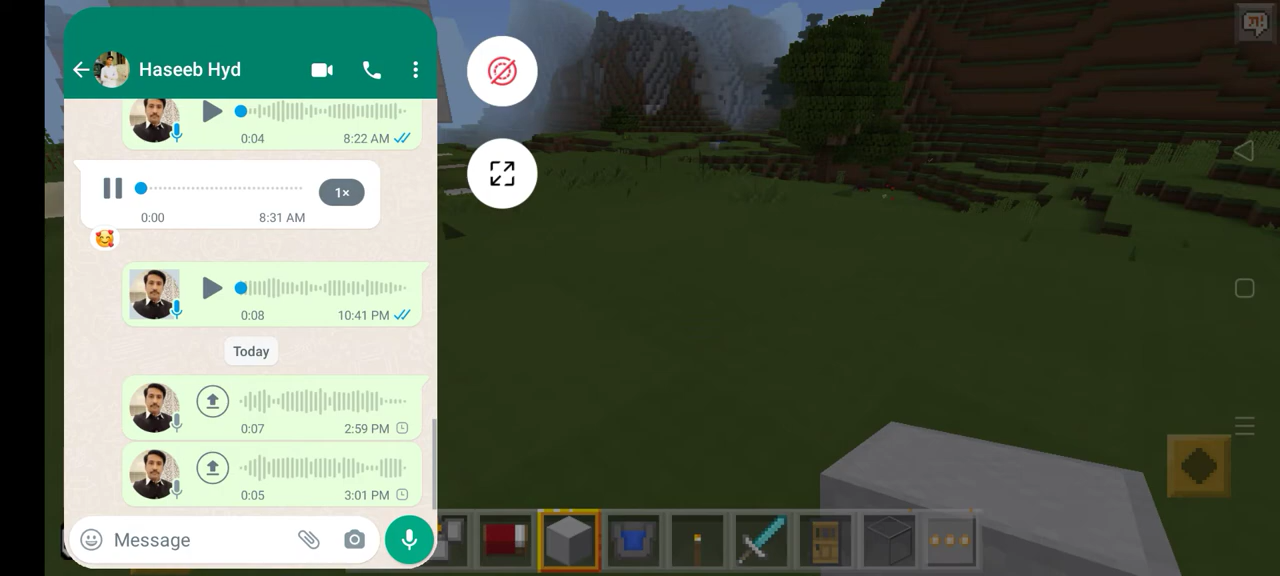 Haseeb Hyd
0:04 8:22 AM
1×
0:00 8:31 AM
0:08 10:41 PM
Today
0:07 2:59 PM
0:05 3:01 PM
Message